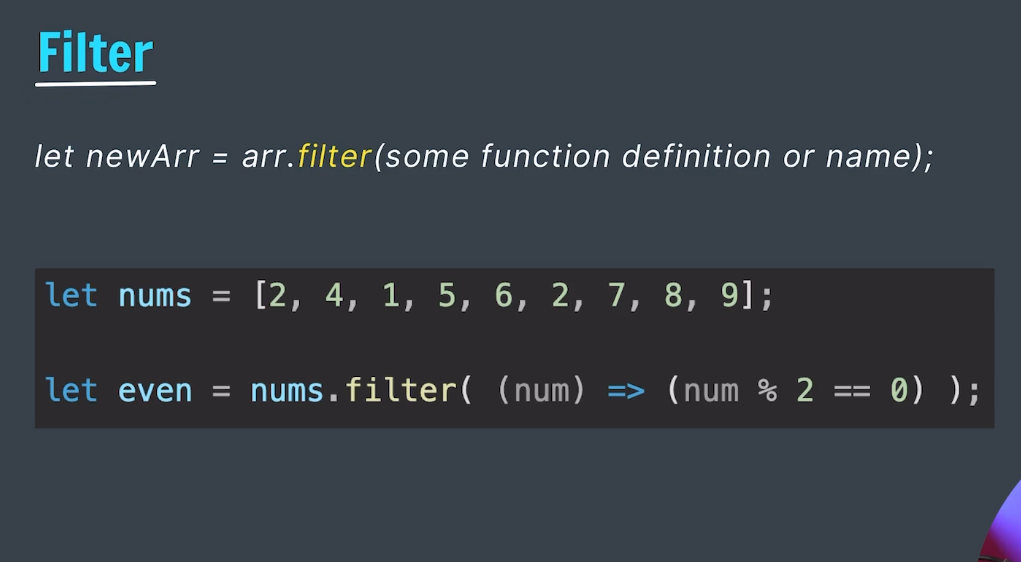 Filter
let newArr = arr.filter(some function definition or name);
let nums = [2, 4, 1, 5, 6, 2, 7, 8, 9];
let even = nums.filter( (num) => (num % 2 == 0) );